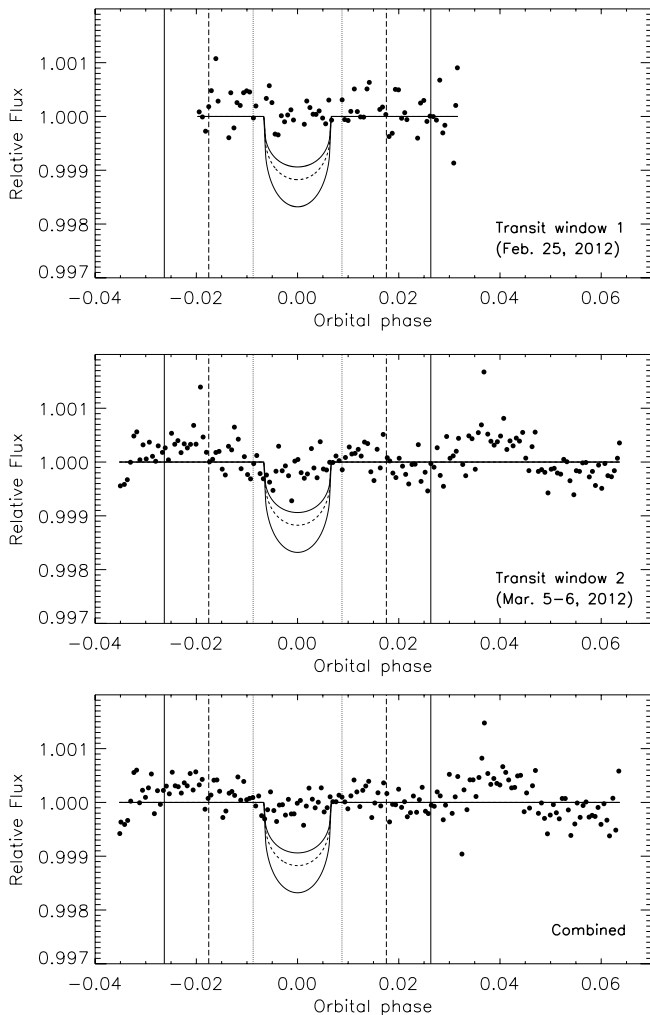 1.001
1.000
0.999
0.998
0.997
Relative Flux
Transit window 1
(Feb. 25, 2012)
−0.04 −0.02 0.00 0.02 0.04 0.06
Orbital phase
1.001
1.000
0.999
0.998
0.997
Relative Flux
Transit window 2
(Mar. 5−6, 2012)
−0.04 −0.02 0.00 0.02 0.04 0.06
Orbital phase
1.001
1.000
0.999
0.998
0.997
Relative Flux
Combined
−0.04 −0.02 0.00 0.02 0.04 0.06
Orbital phase